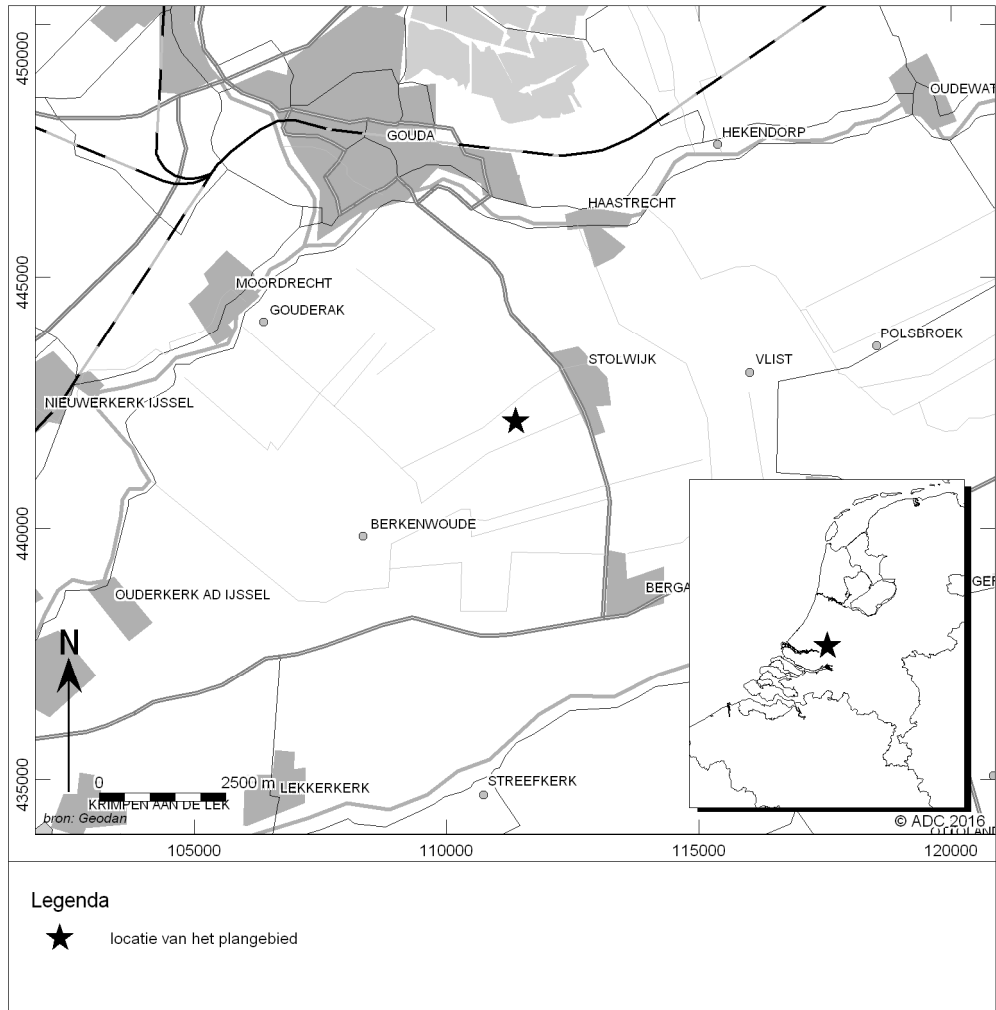 450000
OUDEWAT
HEKENDORP
GOUDA
HAASTRECHT
445000
MOORDRECHT
GOUDERAK
POLSBROEK
STOLWIJK
VLIST
NIEUWERKERK IJSSEL
440000
BERKENWOUDE
OUDERKERK AD IJSSEL
BERGA
GER
N
435000
0 2500 m
LEKKERKERK
STREEFKERK
KRIMPEN AAN DE LEK
bron: Geodan
© ADC 2016
OTTOLAND
105000 110000 115000 120000
Legenda
locatie van het plangebied